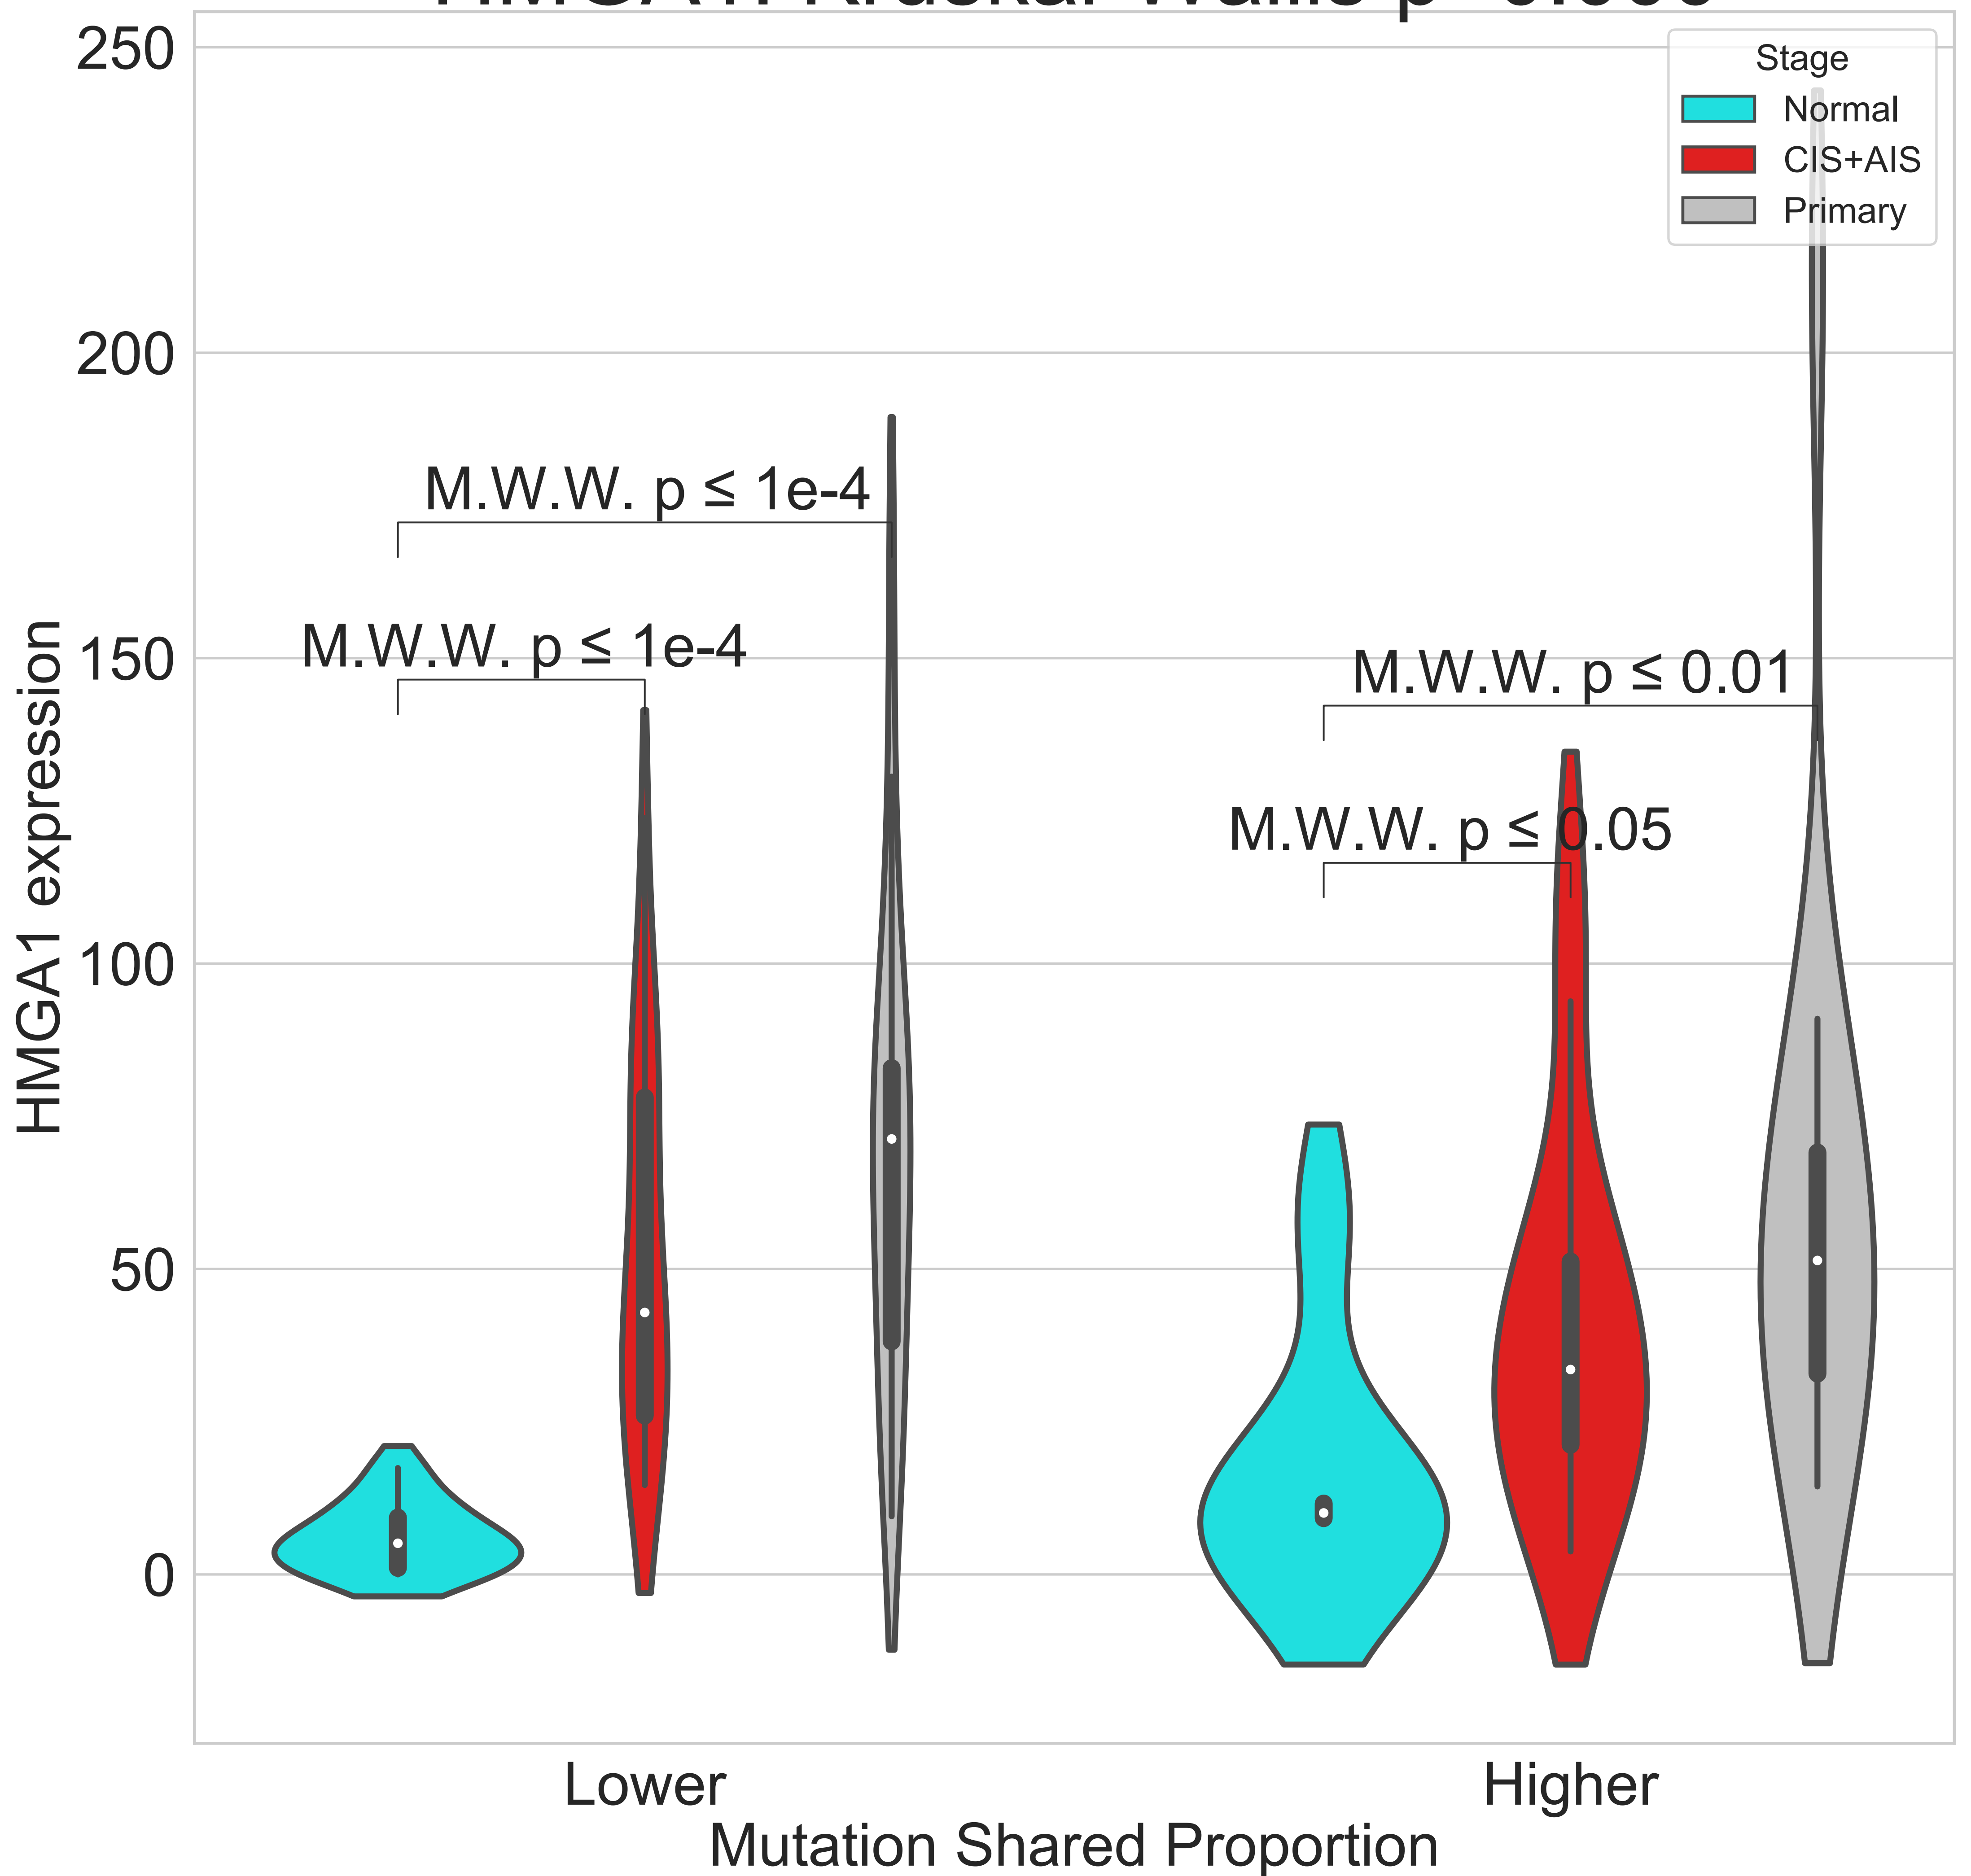 250
200
150
100
50
0
HMGA1 expression
Stage
Normal
CIS+AIS
Primary
M.W.W. p ≤ 1e-4
M.W.W. p ≤ 1e-4
M.W.W. p ≤ 0.01
M.W.W. p ≤ 0.05
Lower
Higher
Mutation Shared Proportion